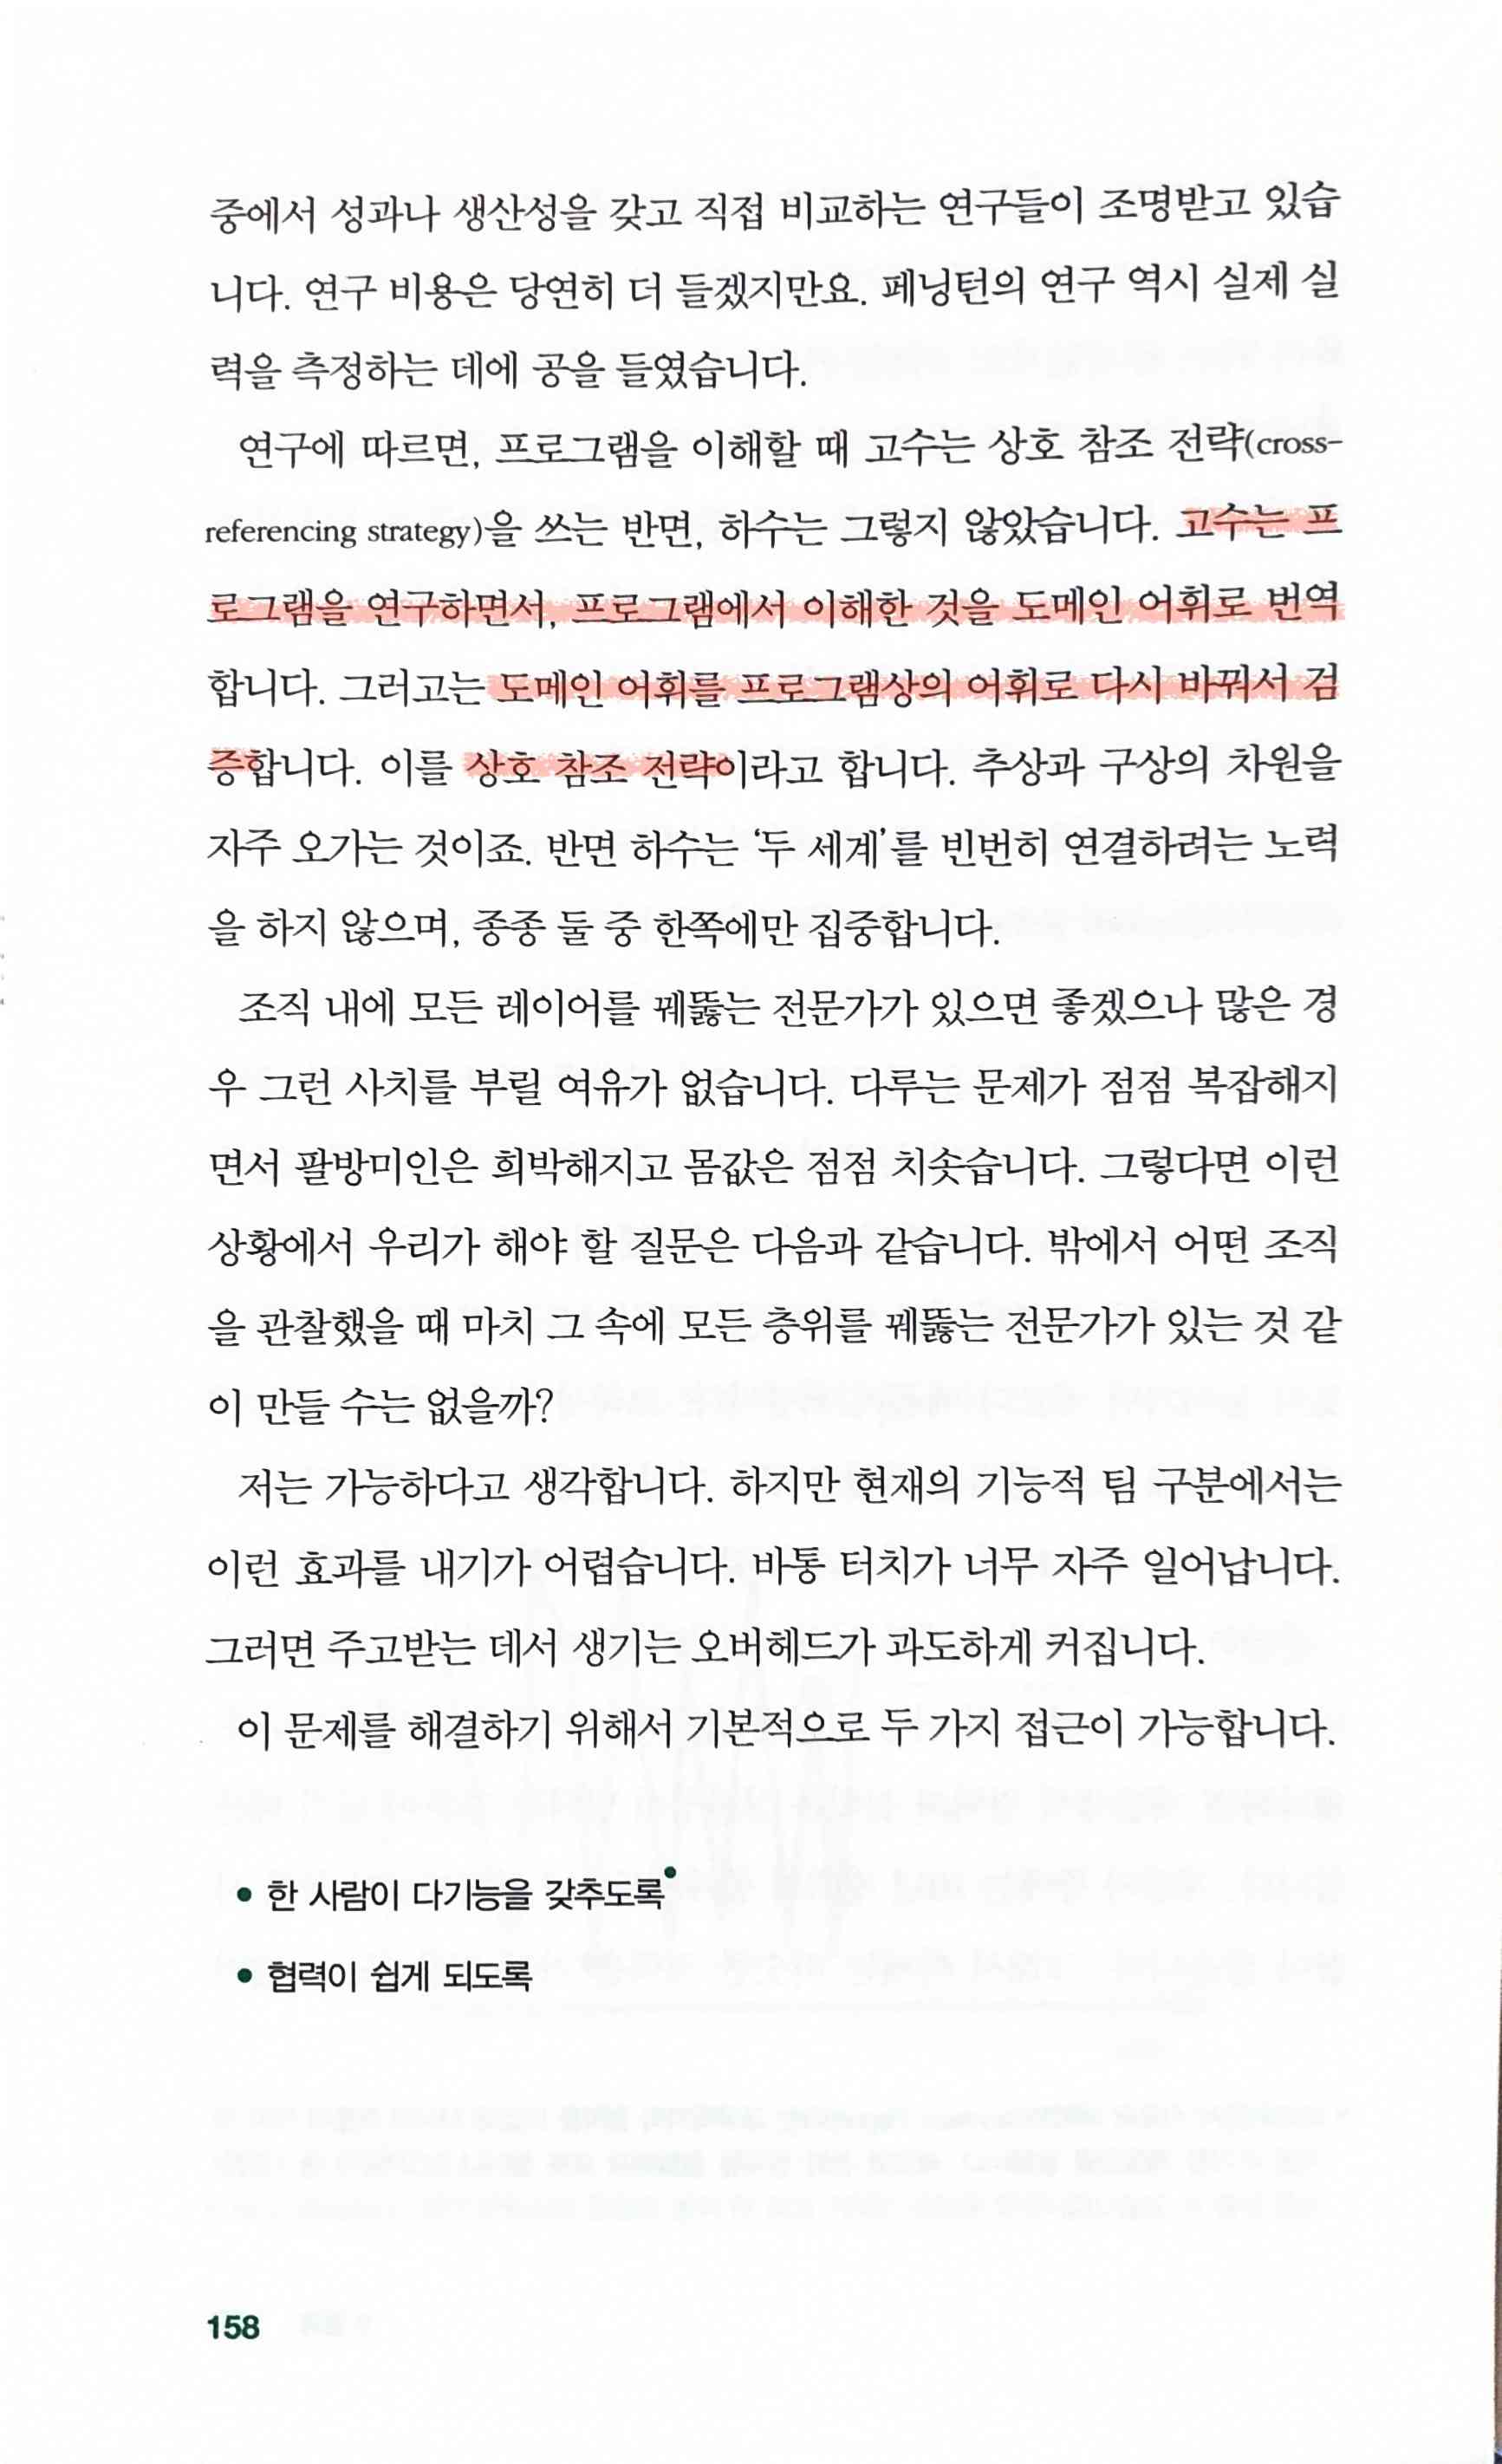 중에서 성과나 생산성을 갖고 직접 비교하는 연구들이 조명받고 있습
니다. 연구 비용은 당연히 더 들겠지만요. 페닝턴의 연구 역시 실제 실
력을 측정하는 데에 공을 들였습니다.
연구에 따르면, 프로그램을 이해할 때 고수는 상호 참조 전략(cross-
referencing strategy)을 쓰는 반면, 하수는 그렇지 않았습니다. 고수는 프
로그램을 연구하면서, 프로그램에서 이해한 것을 도메인 어휘로 번역
합니다. 그러고는 도메인 어휘를 프로그램상의 어휘로 다시 바꿔서 검
증합니다. 이를 상호 참조 전략이라고 합니다. 추상과 구상의 차원을
자주 오가는 것이죠. 반면 하수는 ‘두 세계’를 빈번히 연결하려는 노력
을 하지 않으며, 종종 둘 중 한쪽에만 집중합니다.
조직 내에 모든 레이어를 꿰뚫는 전문가가 있으면 좋겠으나 많은 경
우 그런 사치를 부릴 여유가 없습니다. 다루는 문제가 점점 복잡해지
면서 팔방미인은 희박해지고 몸값은 점점 치솟습니다. 그렇다면 이런
상황에서 우리가 해야 할 질문은 다음과 같습니다. 밖에서 어떤 조직
을 관찰했을 때 마치 그 속에 모든 층위를 꿰뚫는 전문가가 있는 것 같
이 만들 수는 없을까?
저는 가능하다고 생각합니다. 하지만 현재의 기능적 팀 구분에서는
이런 효과를 내기가 어렵습니다. 바통 터치가 너무 자주 일어납니다.
그러면 주고받는 데서 생기는 오버헤드가 과도하게 커집니다.
이 문제를 해결하기 위해서 기본적으로 두 가지 접근이 가능합니다.
• 한 사람이 다기능을 갖추도록•
• 협력이 쉽게 되도록
158